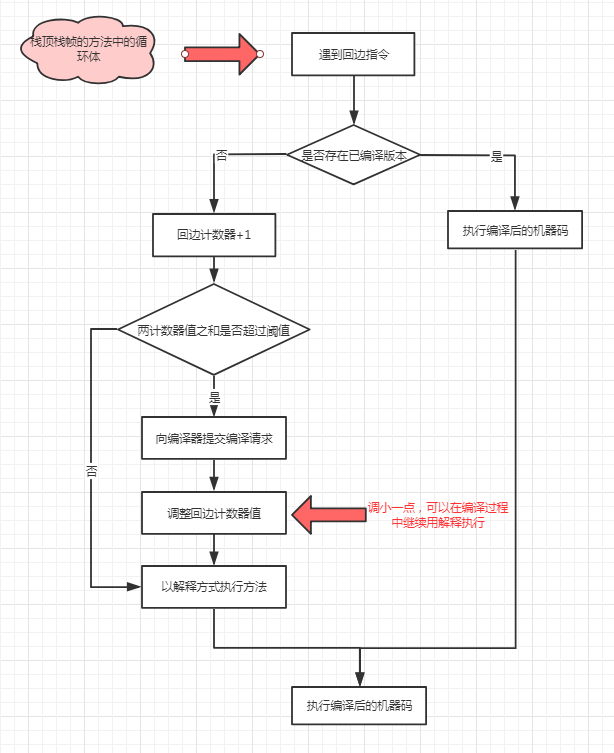 栈顶栈帧的方法中的循
环体
遇到回边指令
是否存在已编译版本
否
是
回边计数器+1
执行编译后的机器码
两计数器值之和是否超过阈值
是
向编译器提交编译请求
否
调整回边计数器值
调小一点，可以在编译过程
中继续用解释执行
以解释方式执行方法
执行编译后的机器码